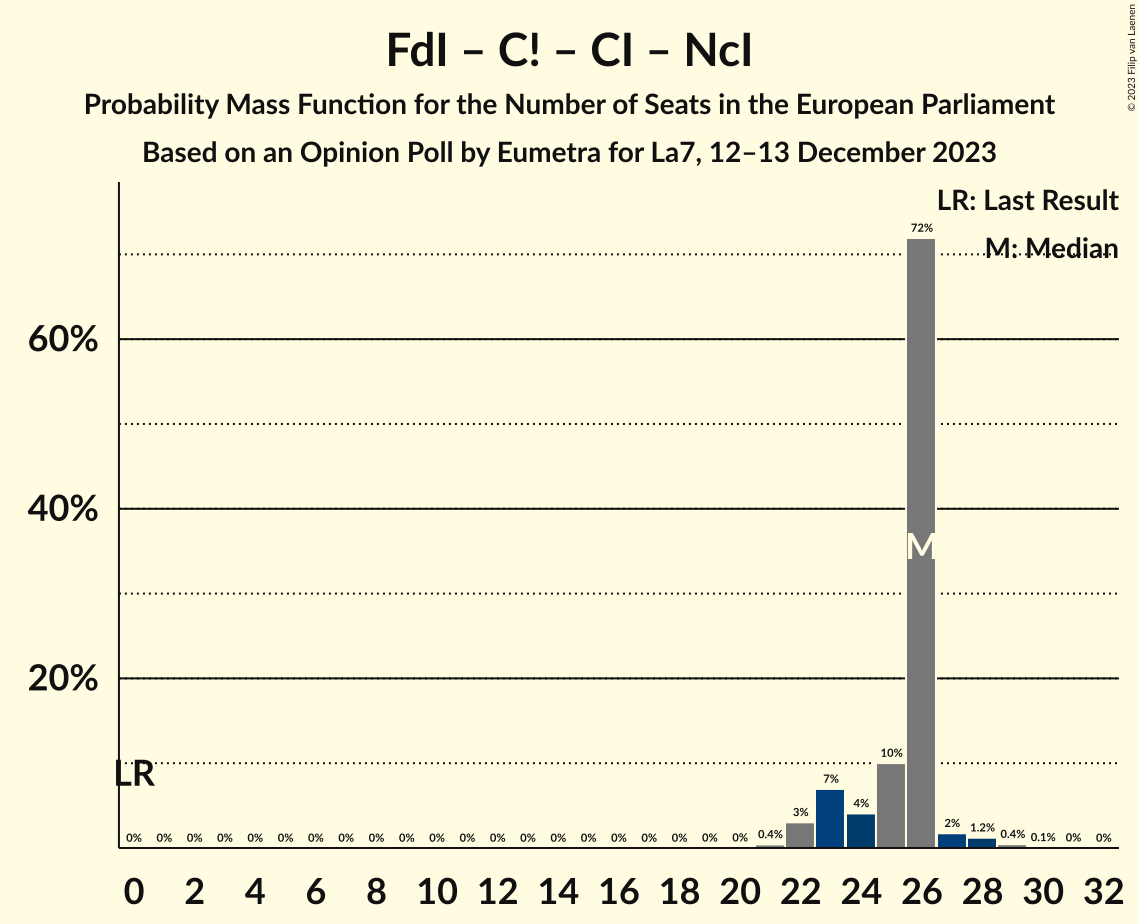 FdI – C! – CI – NcI
Probability Mass Function for the Number of Seats in the European Parliament
Based on an Opinion Poll by Eumetra for La7, 12–13 December 2023
© 2023 Filip van Laenen
LR: Last Result
M: Median
72%
60%
40%
M
20%
10%
LR
7%
4%
3%
2%
1.2%
0% 0% 0% 0% 0% 0% 0% 0% 0% 0% 0% 0% 0% 0% 0% 0% 0% 0% 0% 0% 0% 0.4% 0.4% 0.1% 0% 0%
0 2 4 6 8 10 12 14 16 18 20 22 24 26 28 30 32